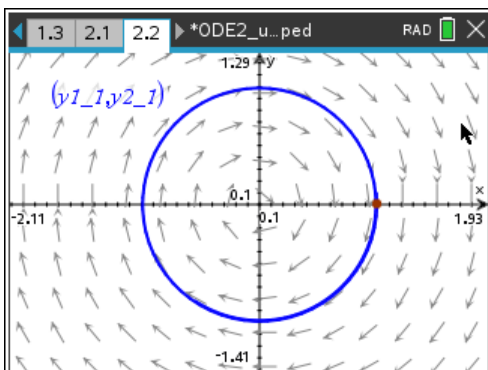 1.3 2.1 2.2 *ODE2_u…ped RAD
1.29 y
(y1_1,y2_1)
0.1 x
-2.11 0.1 1.93
-1.41